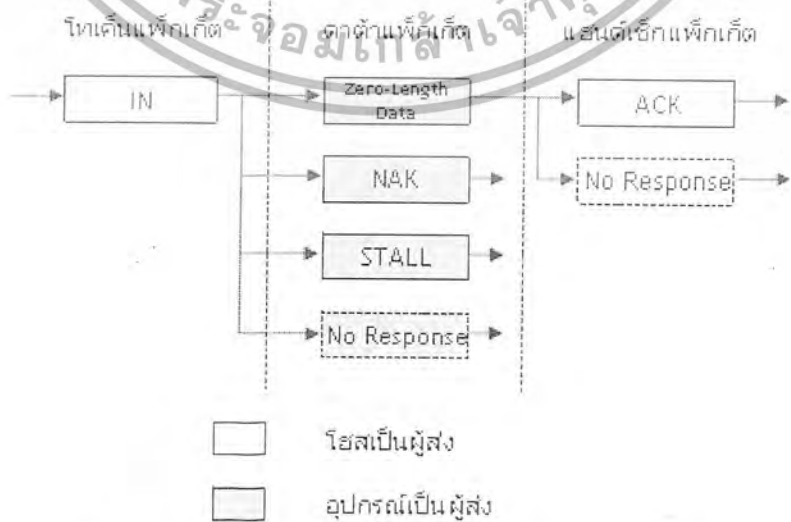 โทเค็นแพ็กเก็ต ดาต้าแพ็กเก็ต แฮนด์เช็กแพ็กเก็ต
IN
Zero-Length
Data
ACK
NAK
No Response
STALL
No Response
โฮสเป็นผู้ส่ง
อุปกรณ์เป็นผู้ส่ง